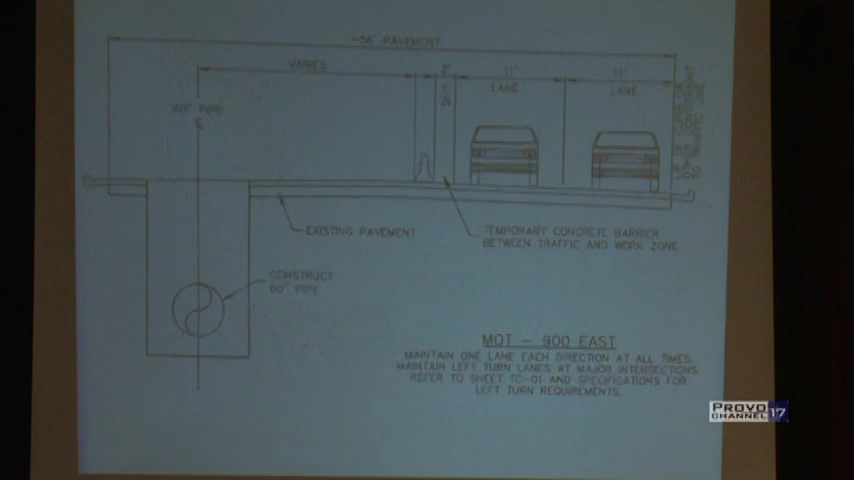 ~56' PAVEMENT
VARIES
2'
11'
11'
LANE
LANE
60" PIPE
EXISTING PAVEMENT
TEMPORARY CONCRETE BARRIER
BETWEEN TRAFFIC AND WORK ZONE
CONSTRUCT
60" PIPE
MOT - 900 EAST
MAINTAIN ONE LANE EACH DIRECTION AT ALL TIMES.
MAINTAIN LEFT TURN LANES AT MAJOR INTERSECTIONS.
REFER TO SHEET TC-01 AND SPECIFICATIONS FOR
LEFT TURN REQUIREMENTS.
PROVO
CHANNEL 17